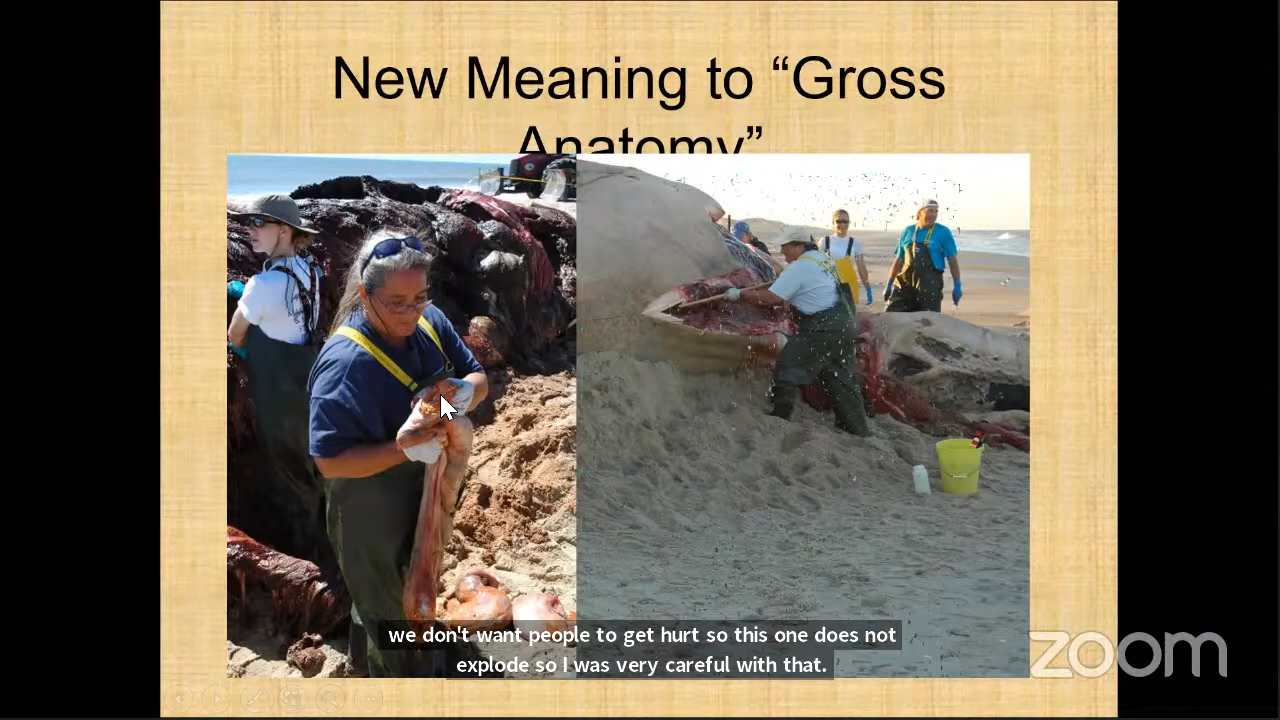 New Meaning to “Gross
Anatomy”
we don't want people to get hurt so this one does not
explode so I was very careful with that.
zoom